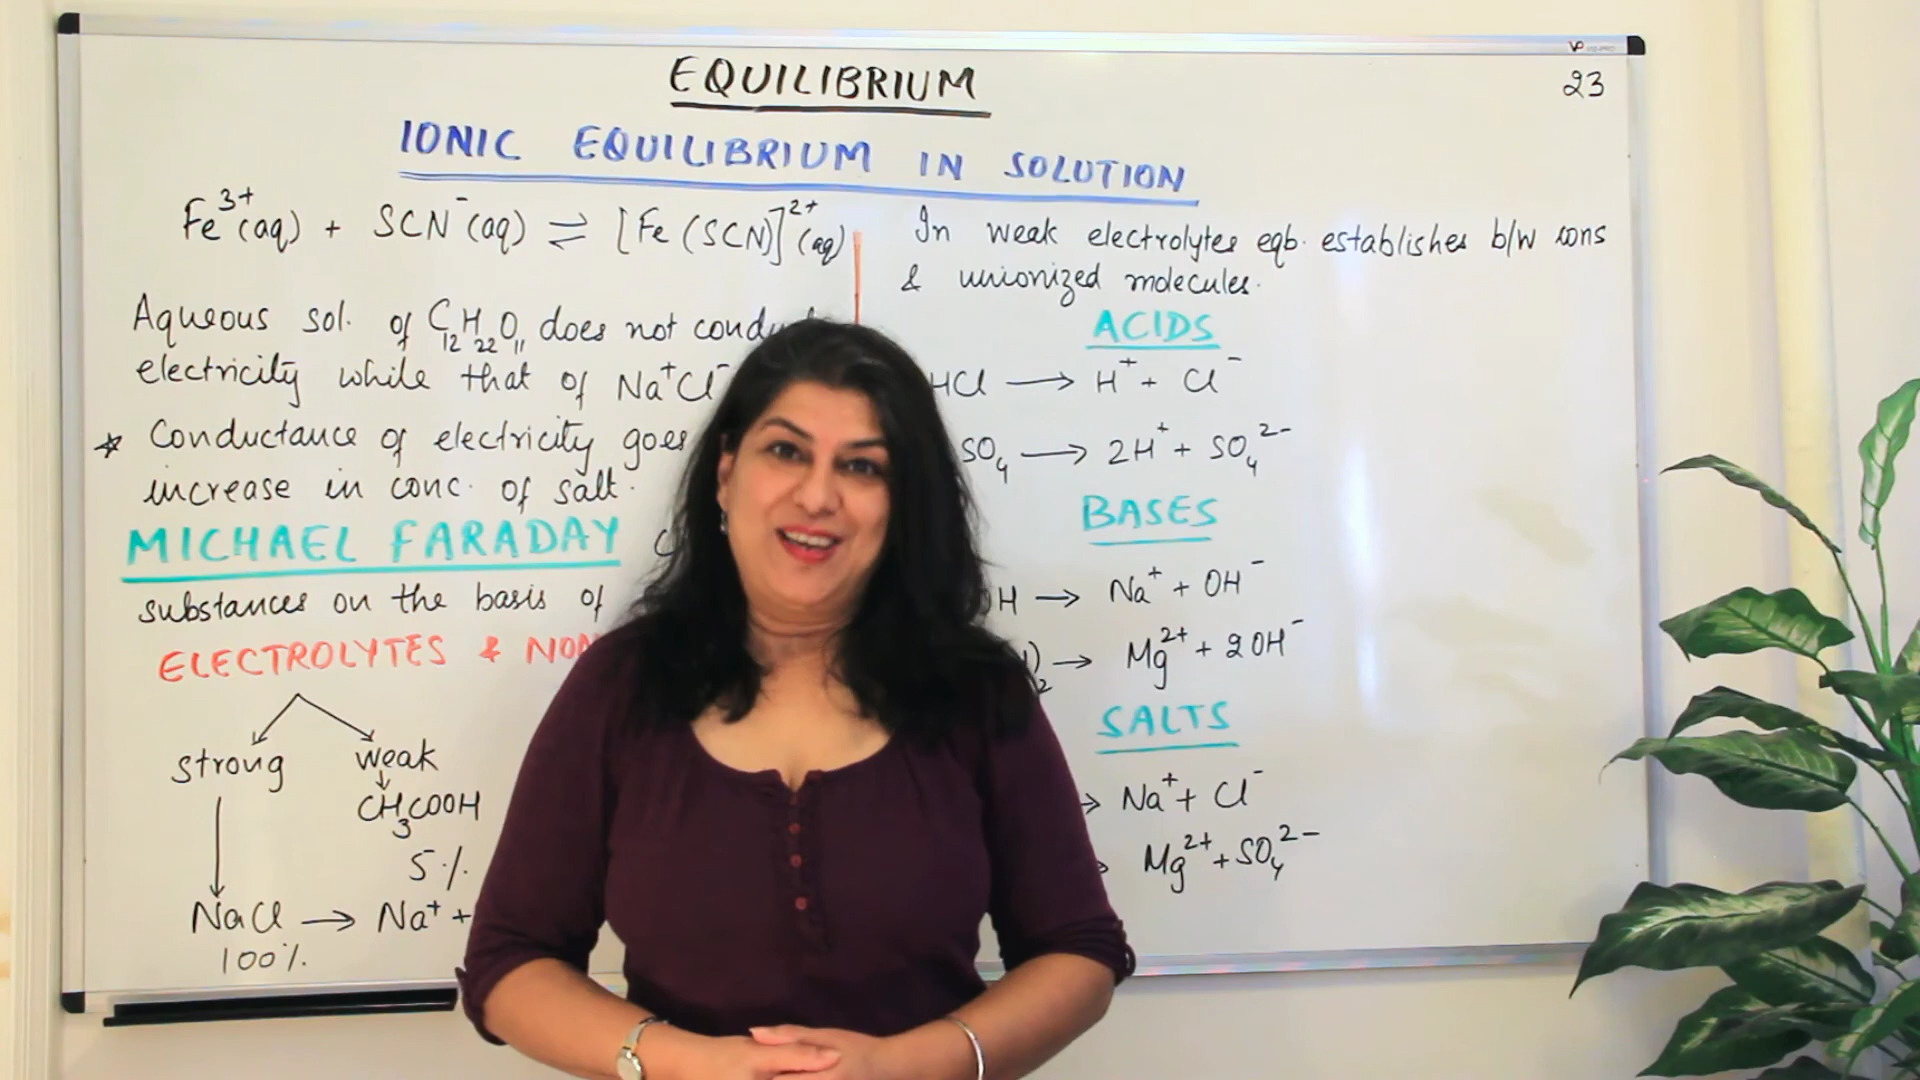 EQUILIBRIUM
23
IONIC EQUILIBRIUM IN SOLUTION
Fe³⁺(aq) + SCN⁻(aq) ⇌ [Fe(SCN)]²⁺(aq)
Aqueous sol. of C₁₂H₂₂O₁₁ does not
electricity while that of Na⁺Cl⁻
* Conductance of electricity goes
increase in conc. of salt.
MICHAEL FARADAY
substances on the basis of
ELECTROLYTES &
strong weak
CH₃COOH
5%
NaCl → Na⁺ +
100%
In weak electrolytes eqb. establishes b/w ions
& unionized molecules.
ACIDS
HCl → H⁺ + Cl⁻
SO₄ → 2H⁺ + SO₄²⁻
BASES
OH → Na⁺ + OH⁻
)₂ → Mg²⁺ + 2OH⁻
SALTS
→ Na⁺ + Cl⁻
Mg²⁺ + SO₄²⁻